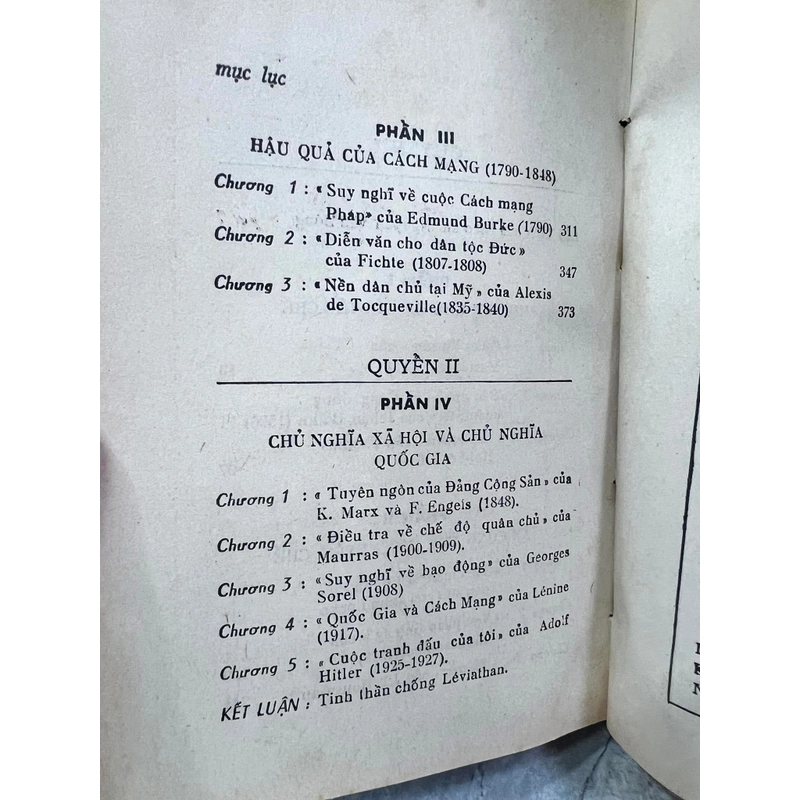 mục lục
PHẦN III
HẬU QUẢ CỦA CÁCH MẠNG (1790-1848)
Chương 1 : « Suy nghĩ về cuộc Cách mạng
Pháp» của Edmund Burke (1790) 311
Chương 2 : «Diễn văn cho dân tộc Đức»
của Fichte (1807-1808) 347
Chương 3 : «Nền dân chủ tại Mỹ» của Alexis
de Tocqueville(1835-1840) 373
QUYỀN II
PHẦN IV
CHỦ NGHĨA XÃ HỘI VÀ CHỦ NGHĨA
QUỐC GIA
Chương 1 : « Tuyên ngôn của Đảng Cộng Sản » của
K. Marx và F. Engels (1848).
Chương 2 : «Điều tra về chế độ quân chủ» của
Maurras (1900-1909).
Chương 3 : «Suy nghĩ về bạo động» của Georges
Sorel (1908)
Chương 4 : «Quốc Gia và Cách Mạng» của Lénine
(1917).
Chương 5 : « Cuộc tranh đấu của tôi» của Adolf
Hitler (1925-1927).
KẾT LUẬN : Tinh thần chống Léviathan.